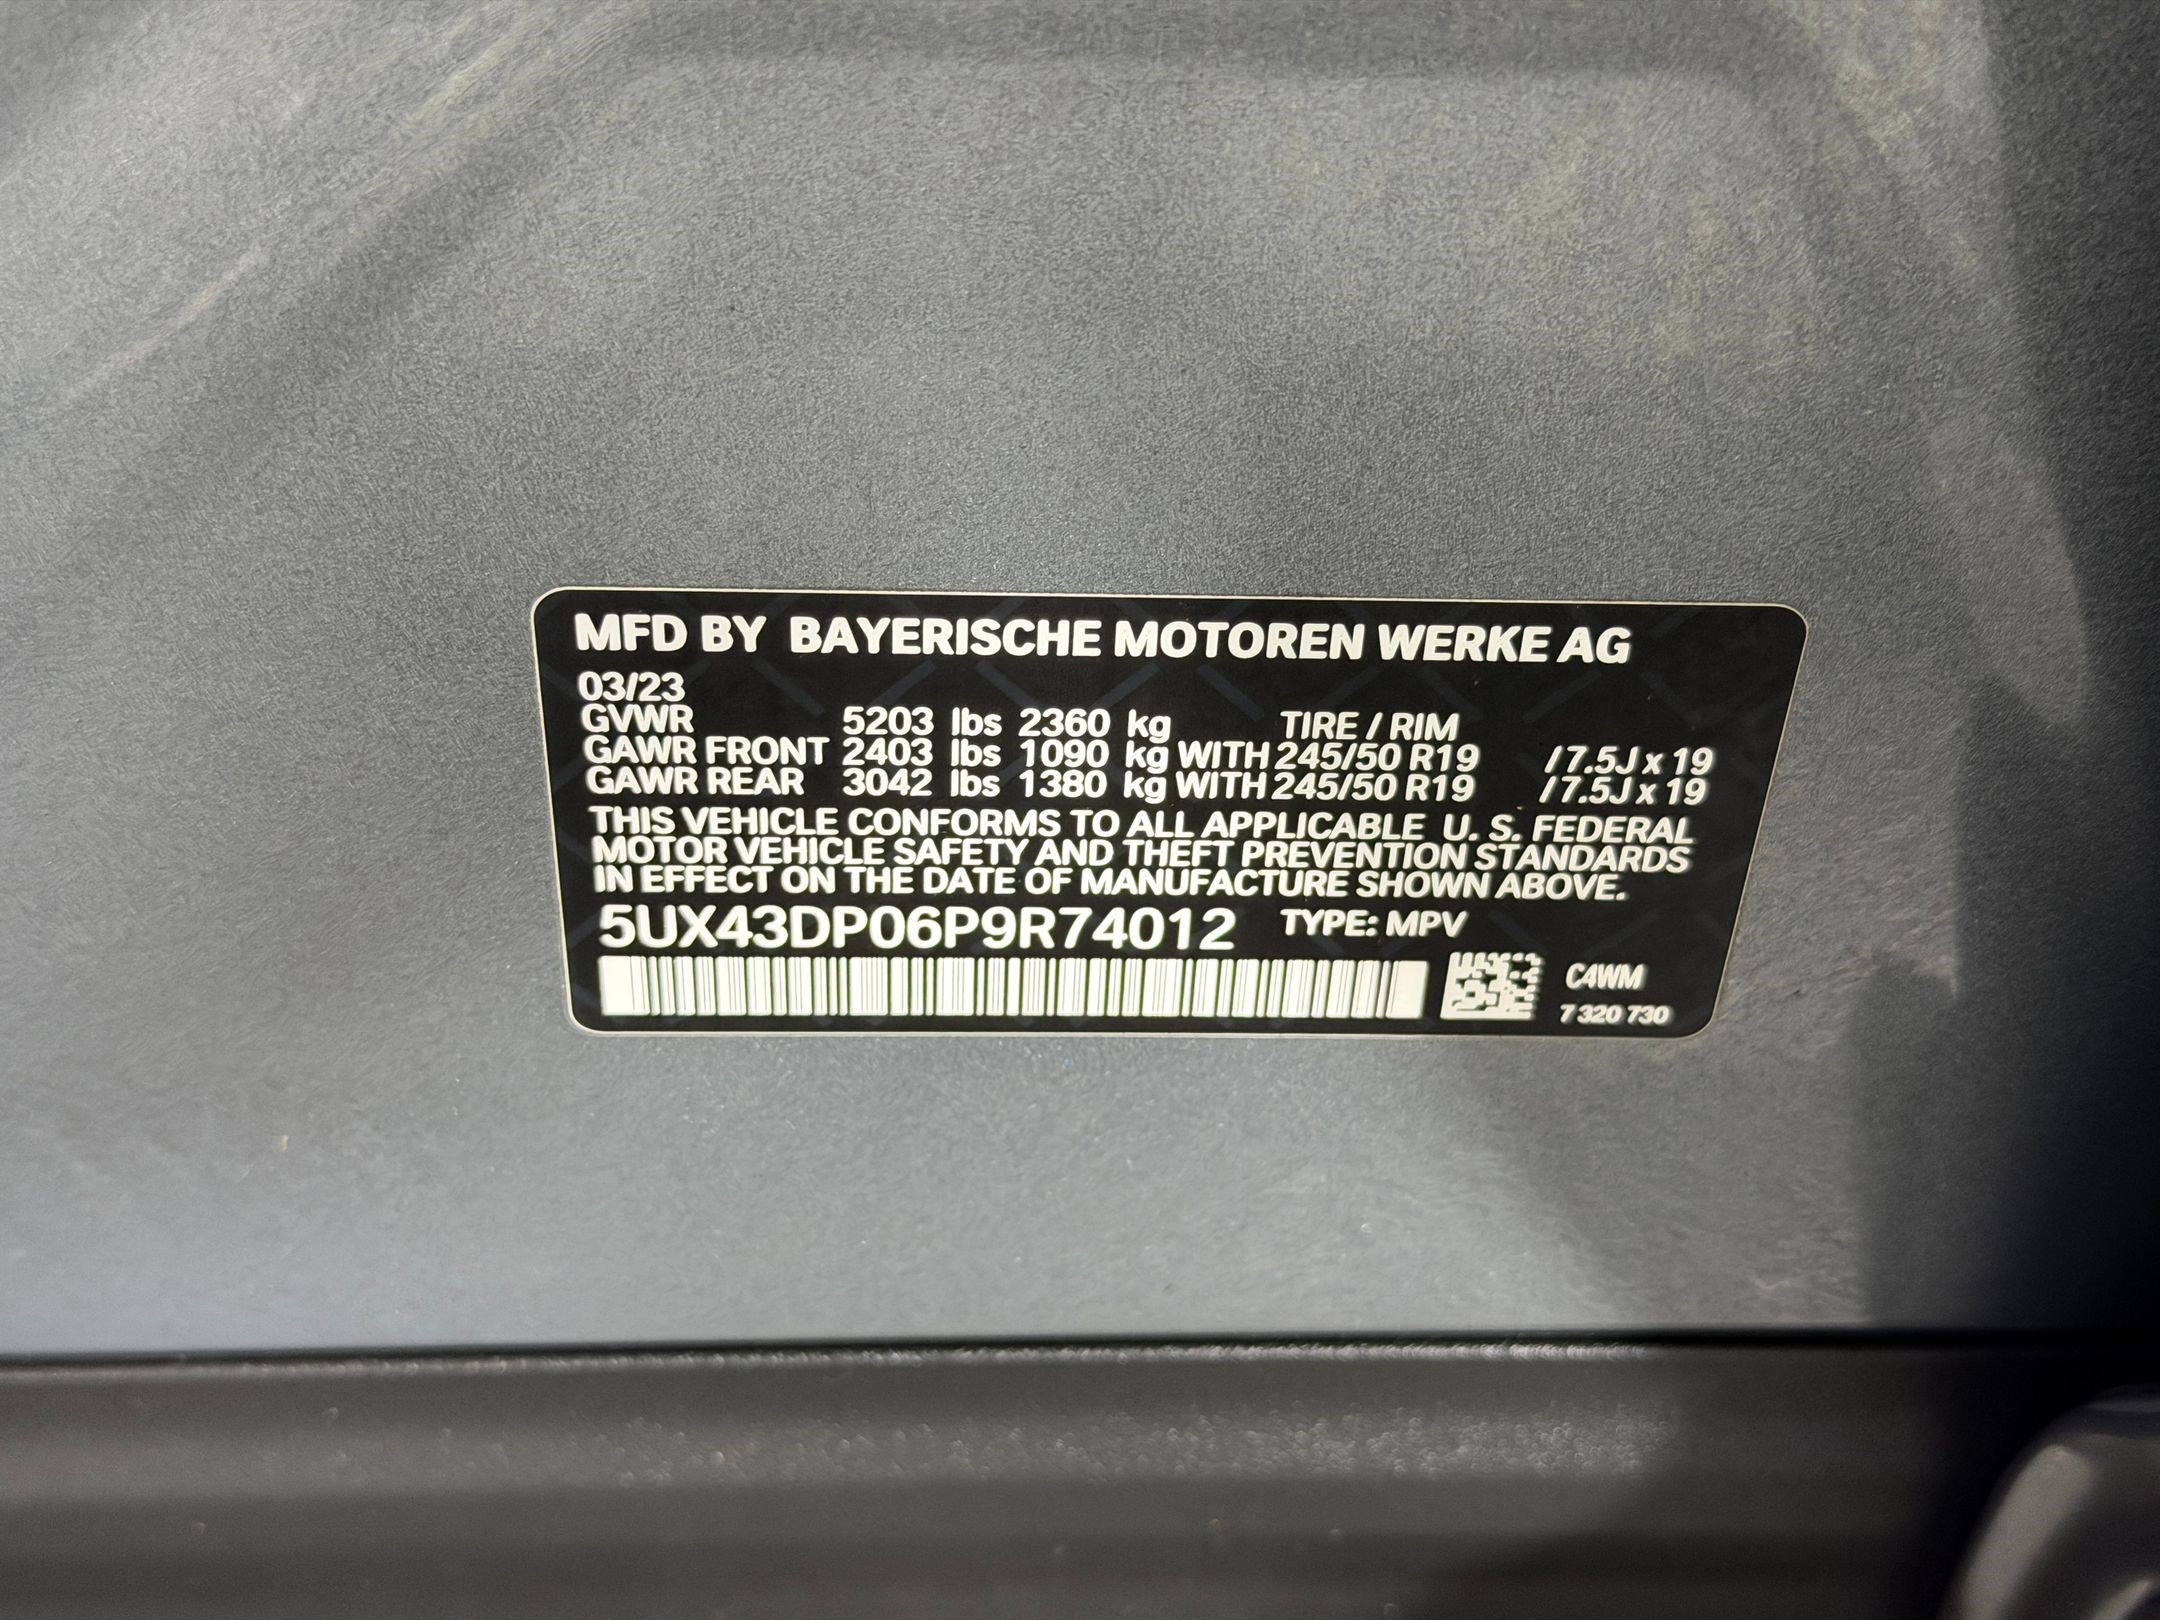 MFD BY BAYERISCHE MOTOREN WERKE AG
03/23
GVWR 5203 lbs 2360 kg TIRE / RIM
GAWR FRONT 2403 lbs 1090 kg WITH 245/50 R19 / 7.5J x 19
GAWR REAR 3042 lbs 1380 kg WITH 245/50 R19 / 7.5J x 19
THIS VEHICLE CONFORMS TO ALL APPLICABLE U. S. FEDERAL
MOTOR VEHICLE SAFETY AND THEFT PREVENTION STANDARDS
IN EFFECT ON THE DATE OF MANUFACTURE SHOWN ABOVE.
5UX43DP06P9R74012 TYPE: MPV
C4WM
7 320 730